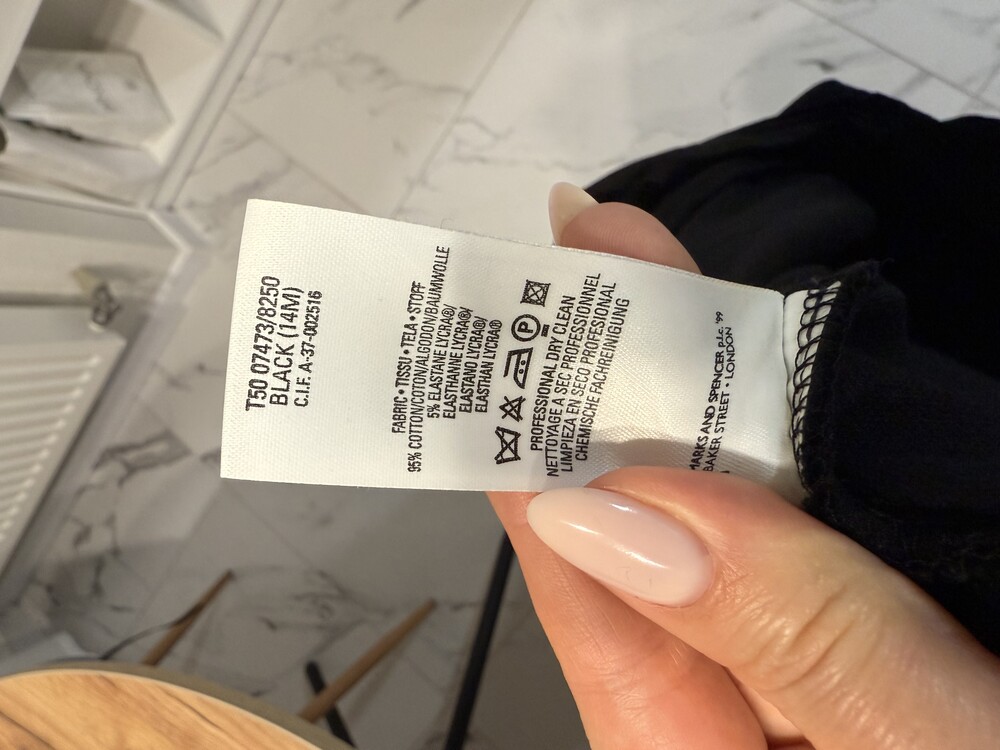 T50 07473/8250
BLACK (14M)
C.I.F. A-37-002516
FABRIC • TISSU • TELA • STOFF
95% COTTON/COTON/ALGODON/BAUMWOLLE
5% ELASTANE LYCRA®/
ELASTHANNE LYCRA®/
ELASTANO LYCRA®/
ELASTHAN LYCRA®
P
PROFESSIONAL DRY CLEAN
NETTOYAGE A SEC PROFESSIONNEL
LIMPIEZA EN SECO PROFESIONAL
CHEMISCHE FACHREINIGUNG
MARKS AND SPENCER p.l.c. '99
BAKER STREET • LONDON